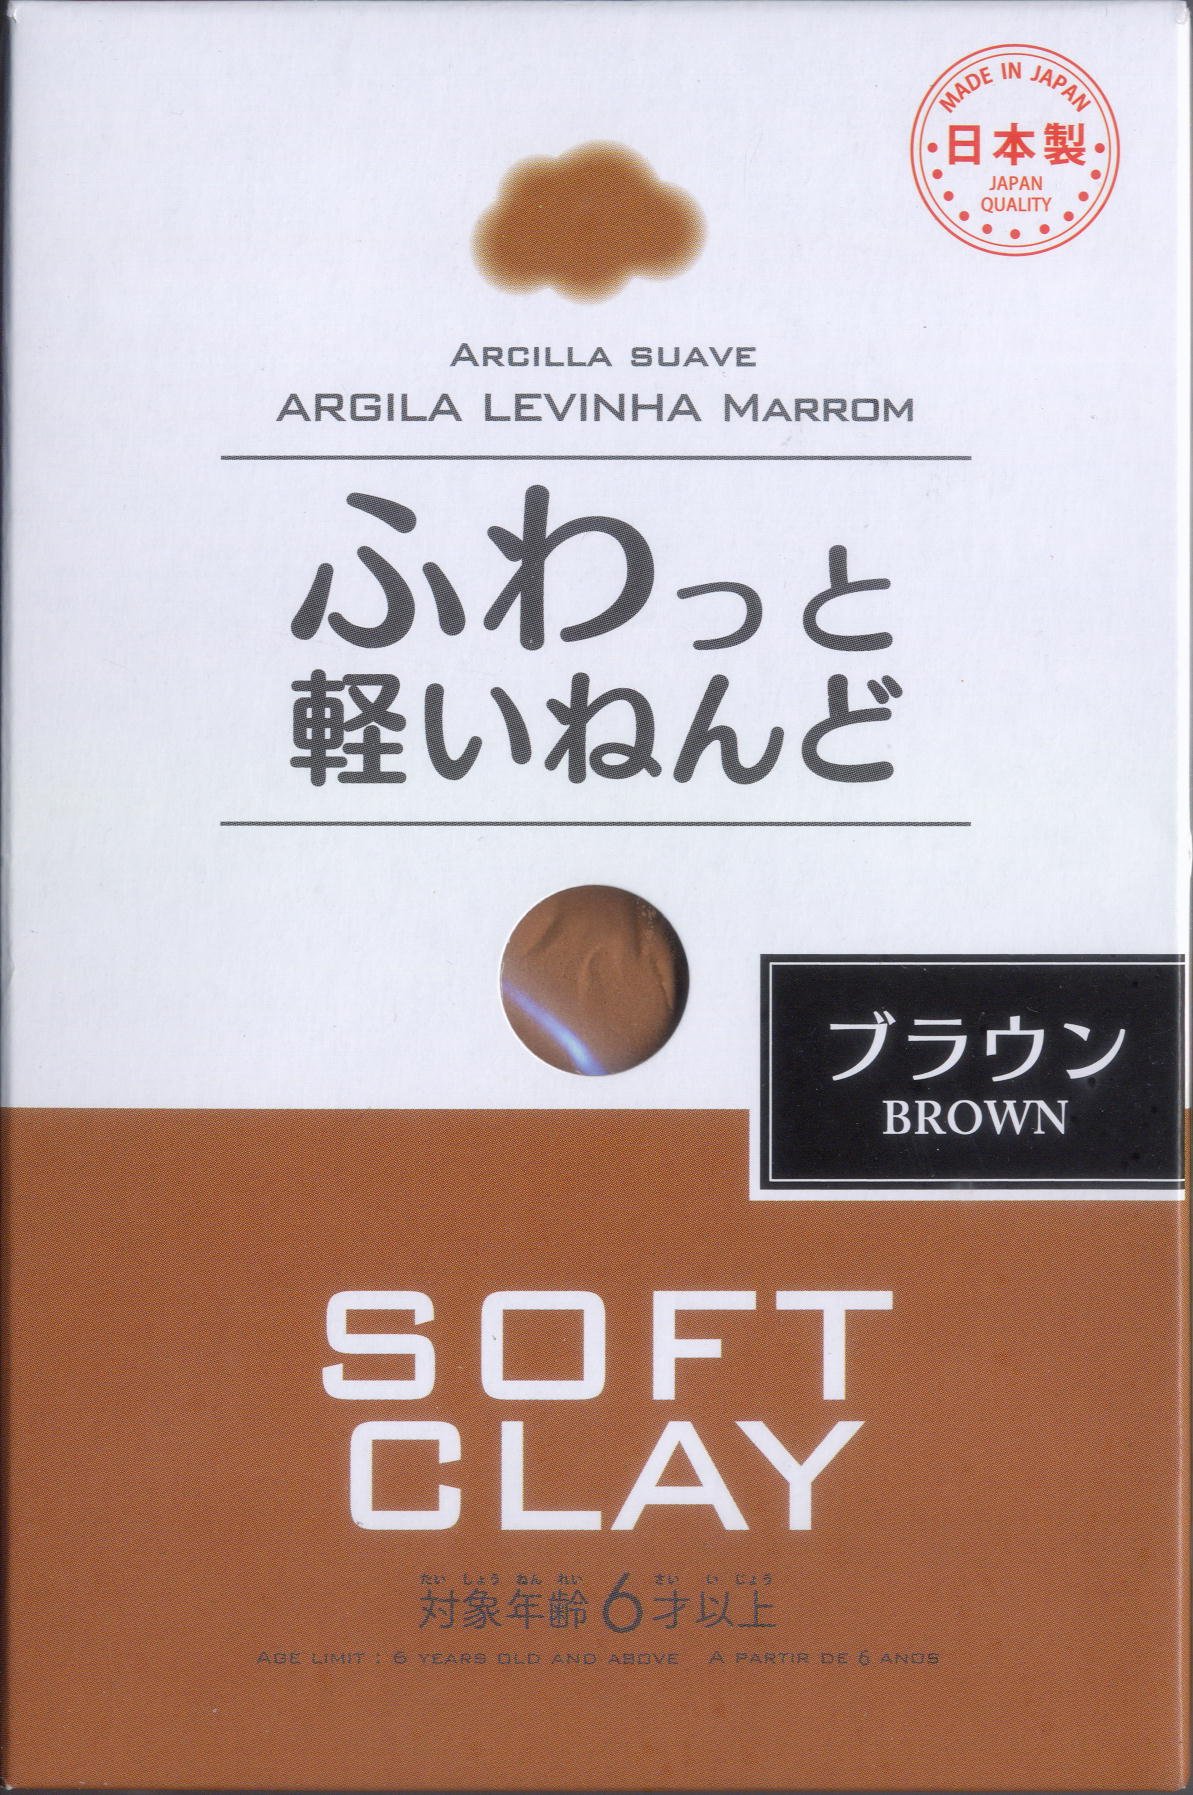 MADE IN JAPAN
日本製
JAPAN
QUALITY
ARCILLA SUAVE
ARGILA LEVINHA MARROM
ふわっと
軽いねんど
ブラウン
BROWN
SOFT
CLAY
たい しょう ねん れい さい い じょう
対象年齢6才以上
AGE LIMIT : 6 YEARS OLD AND ABOVE A PARTIR DE 6 ANOS